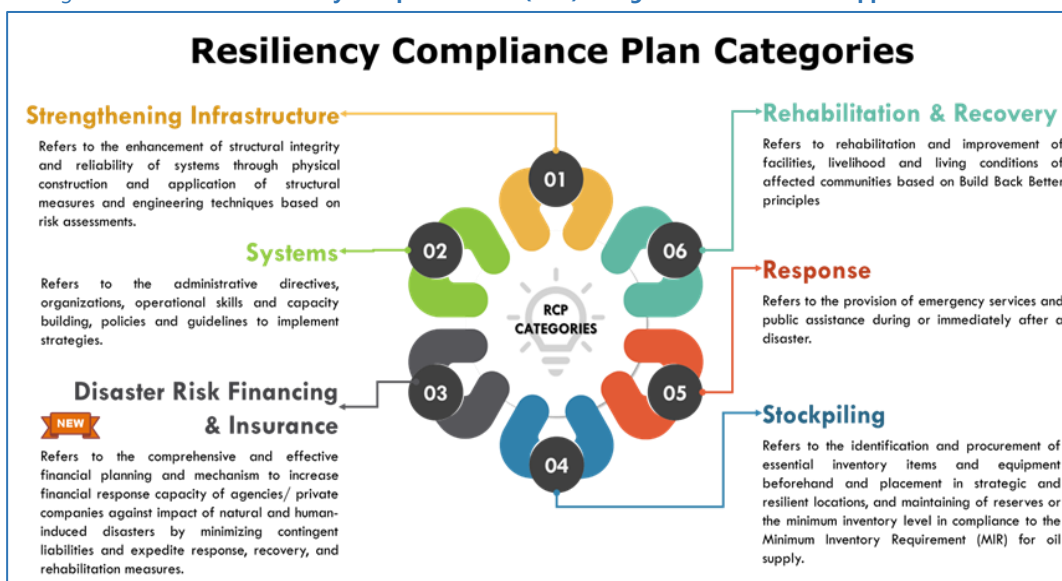 Resiliency Compliance Plan Categories
Strengthening Infrastructure
Refers to the enhancement of structural integrity
and reliability of systems through physical
construction and application of structural
measures and engineering techniques based on
risk assessments.
Systems
Refers to the administrative directives,
organizations, operational skills and capacity
building, policies and guidelines to implement
strategies.
Disaster Risk Financing
& Insurance
NEW
Refers to the comprehensive and effective
financial planning and mechanism to increase
financial response capacity of agencies/ private
companies against impact of natural and human-
induced disasters by minimizing contingent
liabilities and expedite response, recovery, and
rehabilitation measures.
01
02
03
04
05
06
RCP
CATEGORIES
Rehabilitation & Recovery
Refers to rehabilitation and improvement of
facilities, livelihood and living conditions of
affected communities based on Build Back Better
principles
Response
Refers to the provision of emergency services and
public assistance during or immediately after a
disaster.
Stockpiling
Refers to the identification and procurement of
essential inventory items and equipment
beforehand and placement in strategic and
resilient locations, and maintaining of reserves or
the minimum inventory level in compliance to the
Minimum Inventory Requirement (MIR) for oil
supply.